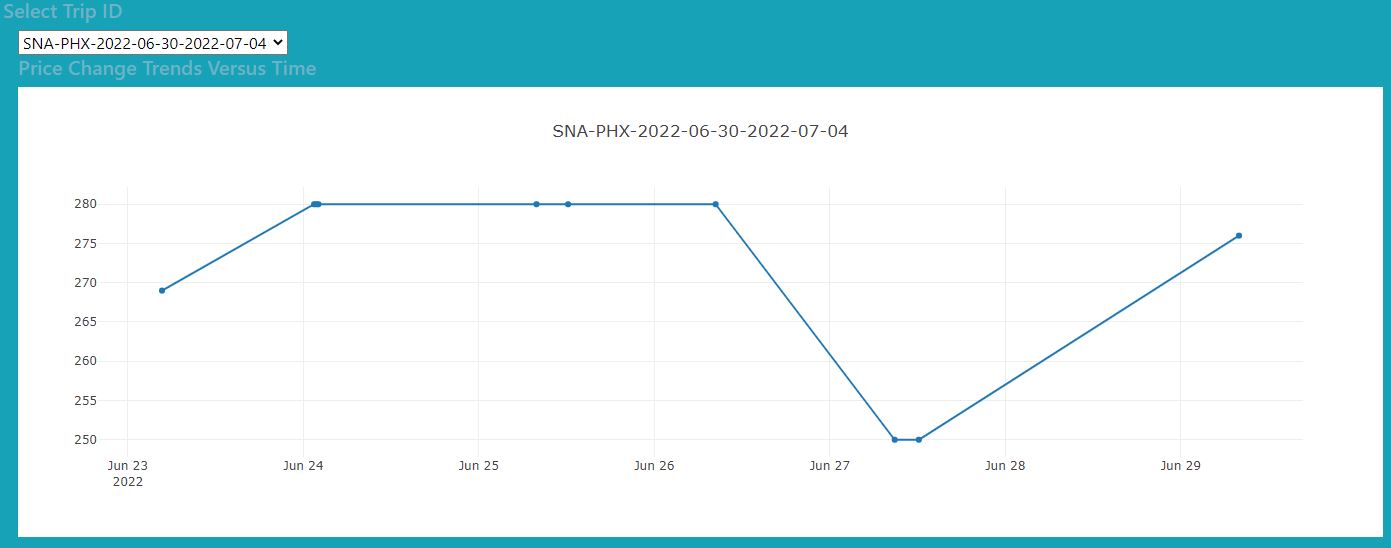 Select Trip ID
SNA-PHX-2022-06-30-2022-07-04
Price Change Trends Versus Time
SNA-PHX-2022-06-30-2022-07-04
280
275
270
265
260
255
250
Jun 23 Jun 24 Jun 25 Jun 26 Jun 27 Jun 28 Jun 29
2022